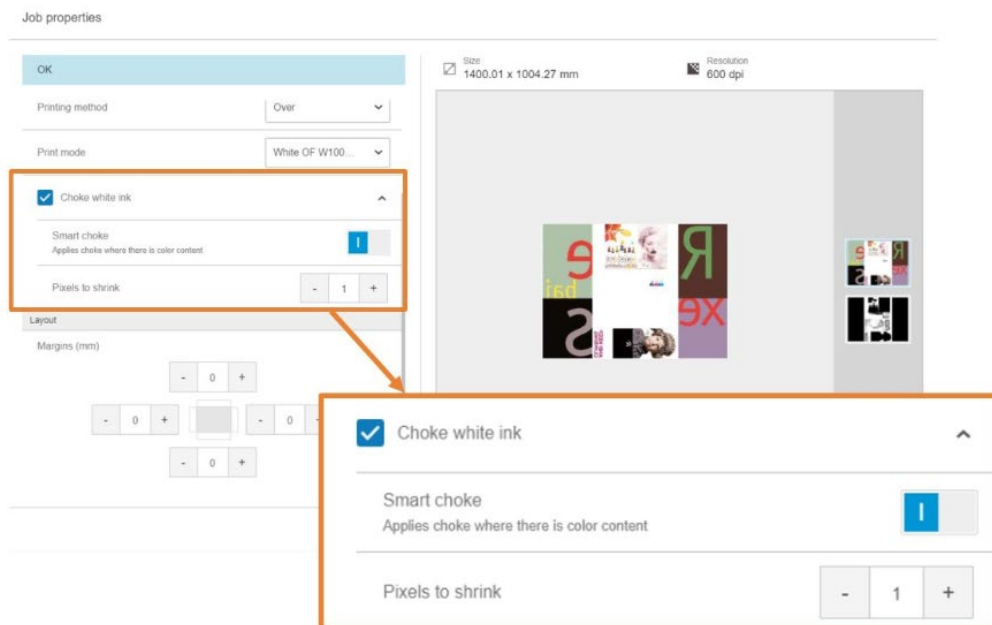 Job properties
OK
Size
1400.01 x 1004.27 mm
Resolution
600 dpi
Printing method
Over
Print mode
White OF W100...
Choke white ink
Smart choke
Applies choke where there is color content
I
Pixels to shrink
- 1 +
Layout
Margins (mm)
- 0 +
- 0 +
- 0
- 0 +
R
e
bai
s
xe
Choke white ink
Smart choke
Applies choke where there is color content
I
Pixels to shrink
- 1 +